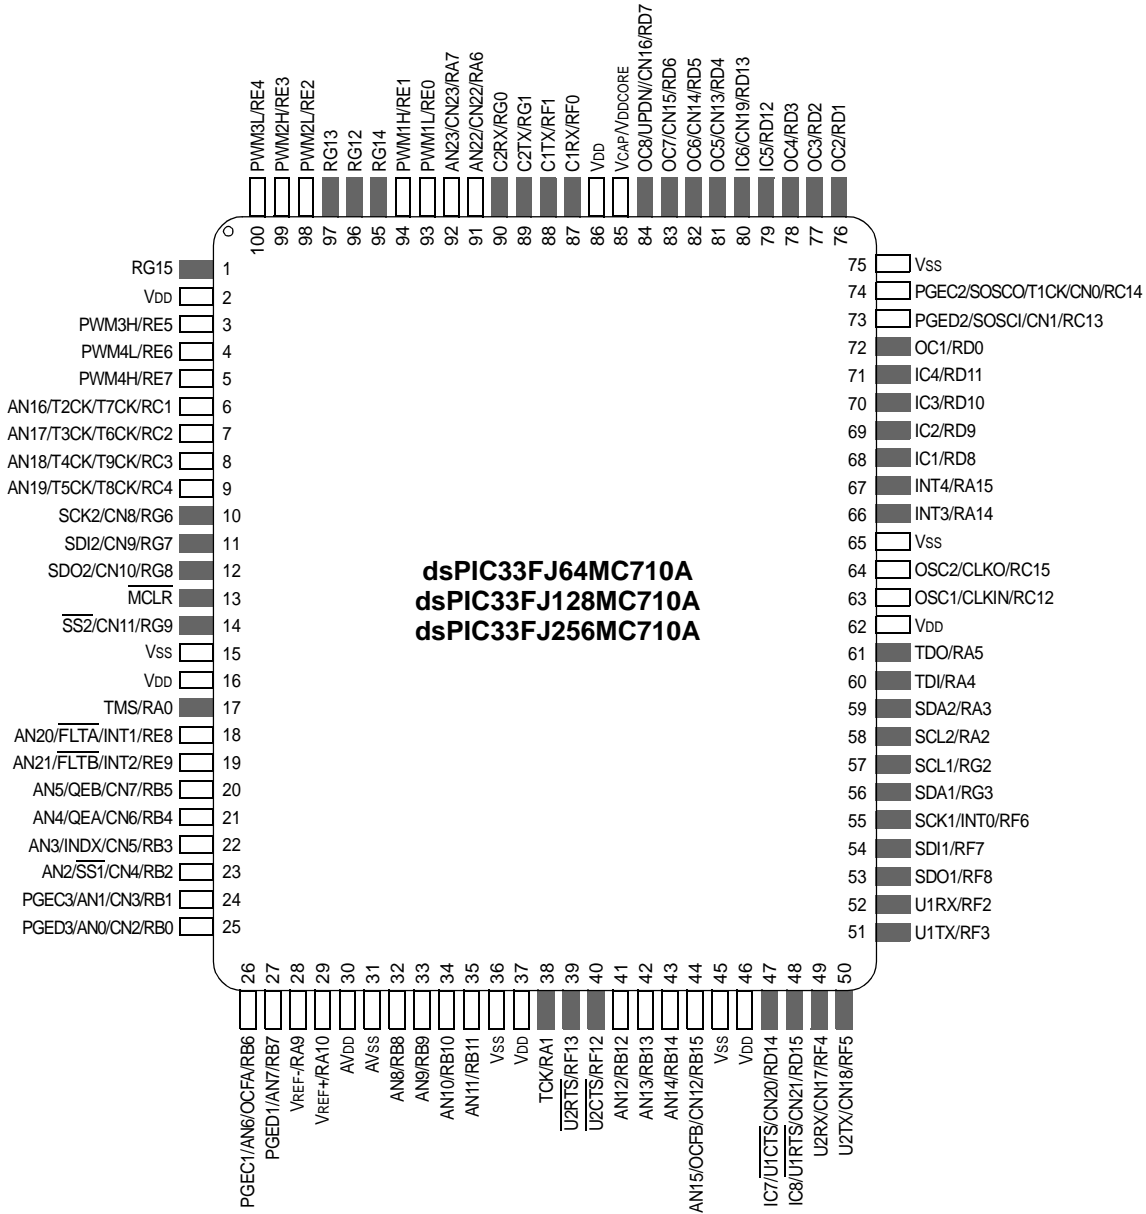 PWM3L/RE4
PWM2H/RE3
PWM2L/RE2
RG13
RG12
RG14
PWM1H/RE1
PWM1L/RE0
AN23/CN23/RA7
AN22/CN22/RA6
C2RX/RG0
C2TX/RG1
C1TX/RF1
C1RX/RF0
VDD
VCAP/VDDCORE
OC8/UPDN//CN16/RD7
OC7/CN15/RD6
OC6/CN14/RD5
OC5/CN13/RD4
IC6/CN19/RD13
IC5/RD12
OC4/RD3
OC3/RD2
OC2/RD1
100 99 98 97 96 95 94 93 92 91 90 89 88 87 86 85 84 83 82 81 80 79 78 77 76
RG15 1
VDD 2
PWM3H/RE5 3
PWM4L/RE6 4
PWM4H/RE7 5
AN16/T2CK/T7CK/RC1 6
AN17/T3CK/T6CK/RC2 7
AN18/T4CK/T9CK/RC3 8
AN19/T5CK/T8CK/RC4 9
SCK2/CN8/RG6 10
SDI2/CN9/RG7 11
SDO2/CN10/RG8 12
MCLR 13
SS2/CN11/RG9 14
VSS 15
VDD 16
TMS/RA0 17
AN20/FLTA/INT1/RE8 18
AN21/FLTB/INT2/RE9 19
AN5/QEB/CN7/RB5 20
AN4/QEA/CN6/RB4 21
AN3/INDX/CN5/RB3 22
AN2/SS1/CN4/RB2 23
PGEC3/AN1/CN3/RB1 24
PGED3/AN0/CN2/RB0 25
dsPIC33FJ64MC710A
dsPIC33FJ128MC710A
dsPIC33FJ256MC710A
75 VSS
74 PGEC2/SOSCO/T1CK/CN0/RC14
73 PGED2/SOSCI/CN1/RC13
72 OC1/RD0
71 IC4/RD11
70 IC3/RD10
69 IC2/RD9
68 IC1/RD8
67 INT4/RA15
66 INT3/RA14
65 VSS
64 OSC2/CLKO/RC15
63 OSC1/CLKIN/RC12
62 VDD
61 TDO/RA5
60 TDI/RA4
59 SDA2/RA3
58 SCL2/RA2
57 SCL1/RG2
56 SDA1/RG3
55 SCK1/INT0/RF6
54 SDI1/RF7
53 SDO1/RF8
52 U1RX/RF2
51 U1TX/RF3
26 27 28 29 30 31 32 33 34 35 36 37 38 39 40 41 42 43 44 45 46 47 48 49 50
PGEC1/AN6/OCFA/RB6
PGED1/AN7/RB7
VREF-/RA9
VREF+/RA10
AVDD
AVSS
AN8/RB8
AN9/RB9
AN10/RB10
AN11/RB11
VSS
VDD
TCK/RA1
U2RTS/RF13
U2CTS/RF12
AN12/RB12
AN13/RB13
AN14/RB14
AN15/OCFB/CN12/RB15
VSS
VDD
IC7/U1CTS/CN20/RD14
IC8/U1RTS/CN21/RD15
U2RX/CN17/RF4
U2TX/CN18/RF5